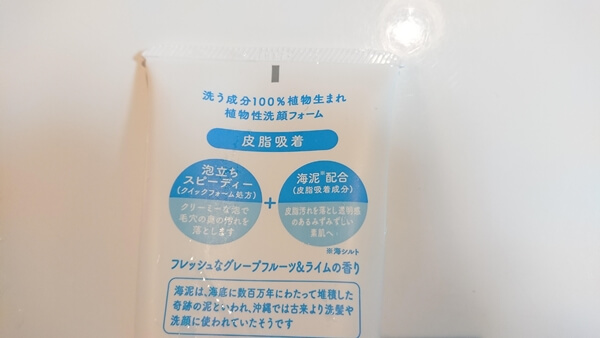 洗う成分100%植物生まれ
植物性洗顔フォーム
皮脂吸着
泡立ち
スピーディー
(クイックフォーム処方)
クリーミーな泡で
毛穴の奥の汚れを
落とします
+
海泥※配合
(皮脂吸着成分)
皮脂汚れを落とし透明感
のあるみずみずしい
素肌へ
※海シルト
フレッシュなグレープフルーツ&ライムの香り
海泥は、海底に数百万年にわたって堆積した
奇跡の泥といわれ、沖縄では古来より洗髪や
洗顔に使われていたそうです